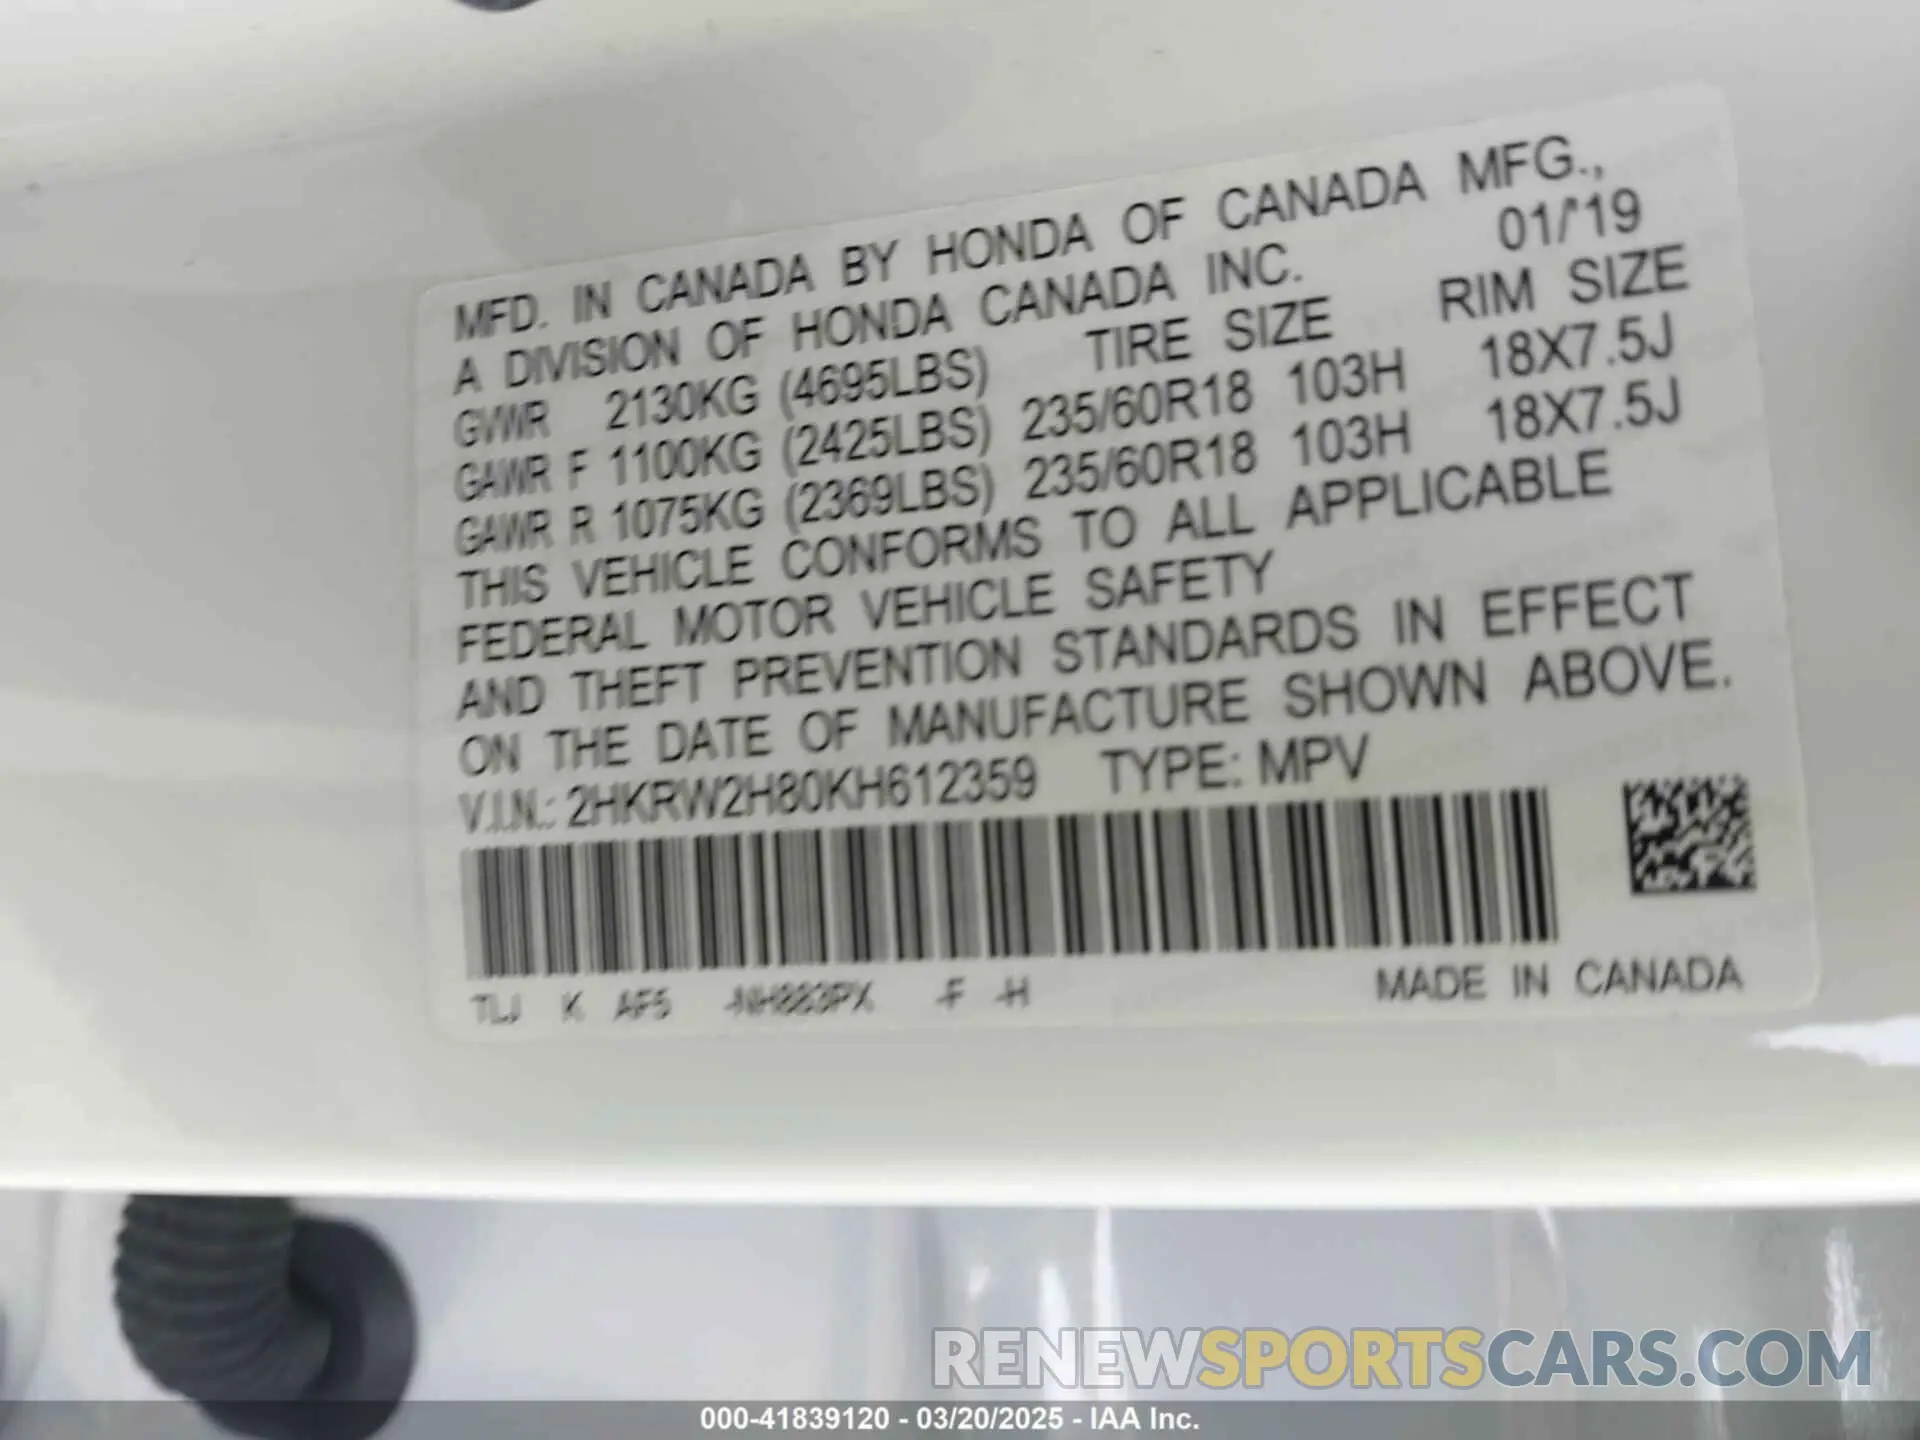 MFD. IN CANADA BY HONDA OF CANADA MFG.,
A DIVISION OF HONDA CANADA INC. 01/'19
GVWR 2130KG (4695LBS) TIRE SIZE RIM SIZE
GAWR F 1100KG (2425LBS) 235/60R18 103H 18X7.5J
GAWR R 1075KG (2369LBS) 235/60R18 103H 18X7.5J
THIS VEHICLE CONFORMS TO ALL APPLICABLE
FEDERAL MOTOR VEHICLE SAFETY
AND THEFT PREVENTION STANDARDS IN EFFECT
ON THE DATE OF MANUFACTURE SHOWN ABOVE.
V.I.N.: 2HKRW2H80KH612359 TYPE: MPV
TLJ K AF5 -NH883PX -F -H MADE IN CANADA
RENEWSPORTSCARS.COM
000-41839120 - 03/20/2025 - IAA Inc.